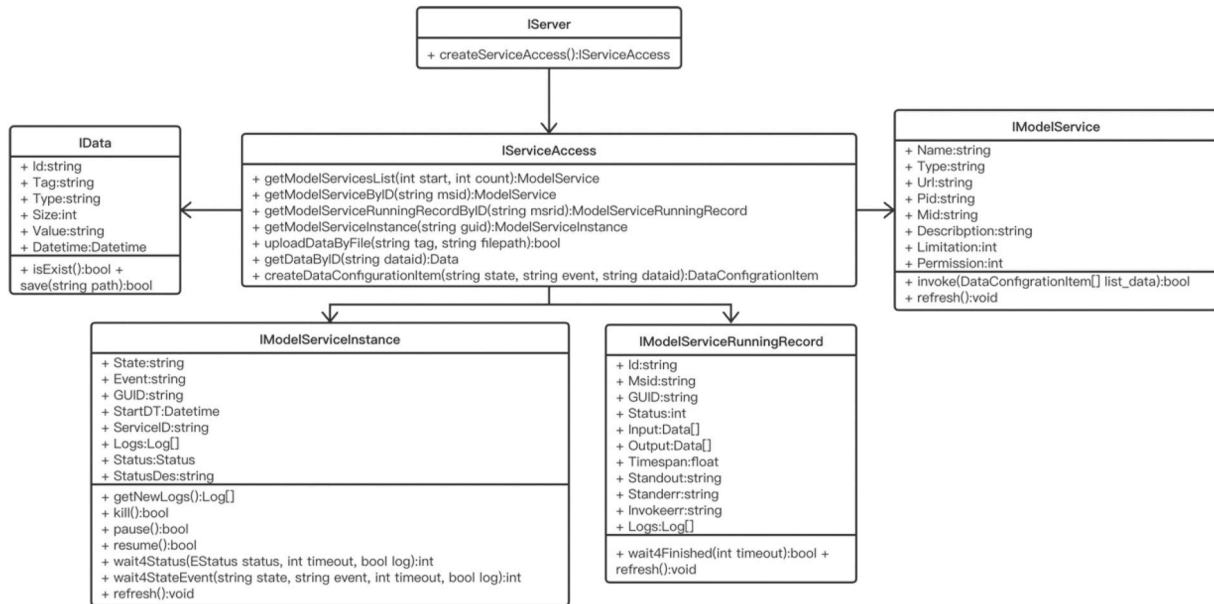 IServer
+ createServiceAccess():IServiceAccess
IData
+ Id:string
+ Tag:string
+ Type:string
+ Size:int
+ Value:string
+ Datetime:Datetime
+ isExist():bool +
save(string path):bool
IServiceAccess
+ getModelServicesList(int start, int count):ModelService
+ getModelServiceByID(string msid):ModelService
+ getModelServiceRunningRecordByID(string msrid):ModelServiceRunningRecord
+ getModelServiceInstance(string guid):ModelServiceInstance
+ uploadDataByFile(string tag, string filepath):bool
+ getDataByID(string dataid):Data
+ createDataConfigurationItem(string state, string event, string dataid):DataConfigrationItem
IModelService
+ Name:string
+ Type:string
+ Url:string
+ Pid:string
+ Mid:string
+ Describption:string
+ Limitation:int
+ Permission:int
+ invoke(DataConfigrationItem[] list_data):bool
+ refresh():void
IModelServiceInstance
+ State:string
+ Event:string
+ GUID:string
+ StartDT:Datetime
+ ServiceID:string
+ Logs:Log[]
+ Status:Status
+ StatusDes:string
+ getNewLogs():Log[]
+ kill():bool
+ pause():bool
+ resume():bool
+ wait4Status(EStatus status, int timeout, bool log):int
+ wait4StateEvent(string state, string event, int timeout, bool log):int
+ refresh():void
IModelServiceRunningRecord
+ Id:string
+ Msid:string
+ GUID:string
+ Status:int
+ Input:Data[]
+ Output:Data[]
+ Timespan:float
+ Standout:string
+ Standerr:string
+ Invokeerr:string
+ Logs:Log[]
+ wait4Finished(int timeout):bool +
refresh():void